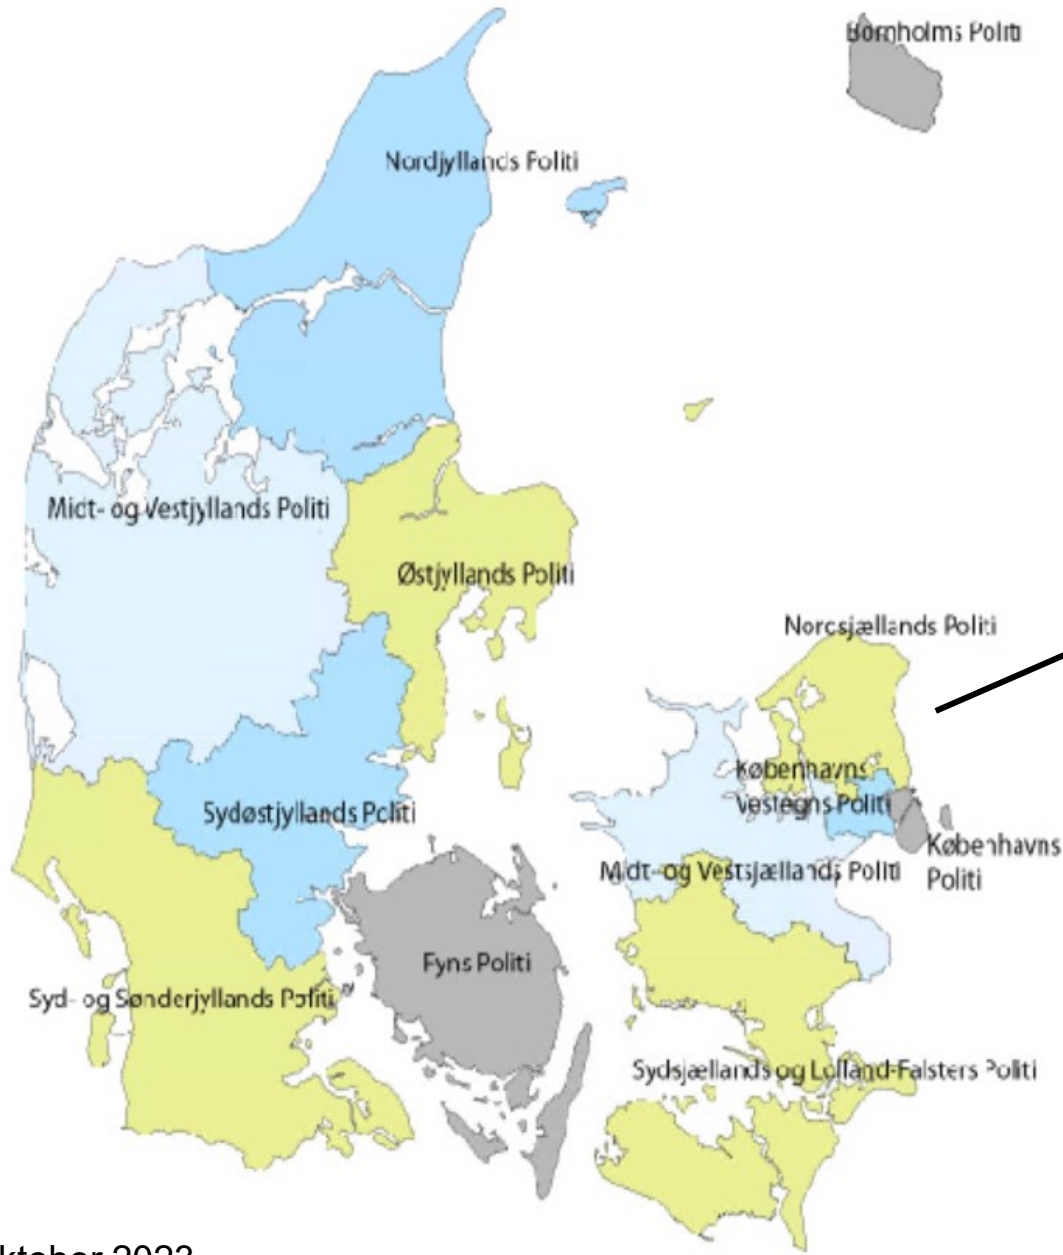 Bornholms Politi
Nordjyllands Politi
Midt- og Vestjyllands Politi
Østjyllands Politi
Nordsjællands Politi
Københavns
Vestegns Politi
Sydøstjyllands Politi
Københavns
Politi
Midt- og Vestsjællands Politi
Fyns Politi
Syd- og Sønderjyllands Politi
Sydsjællands og Lolland-Falsters Politi
ktober 2023